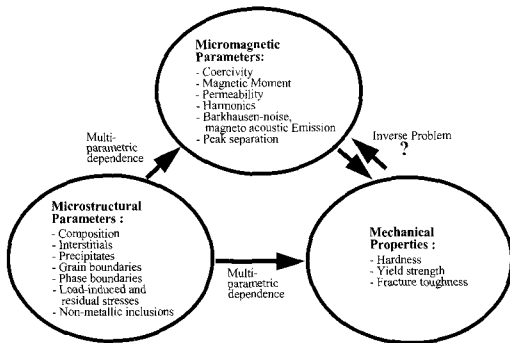 Micromagnetic
Parameters:
- Coercivity
- Magnetic Moment
- Permeability
- Harmonics
- Barkhausen-noise,
magneto acoustic Emission
- Peak separation
Multi-
parametric
dependence
Inverse Problem
?
Microstructural
Parameters :
- Composition
- Interstitials
- Precipitates
- Grain boundaries
- Phase boundaries
- Load-induced and
residual stresses
- Non-metallic inclusions
Multi-
parametric
dependence
Mechanical
Properties :
- Hardness
- Yield strength
- Fracture toughness